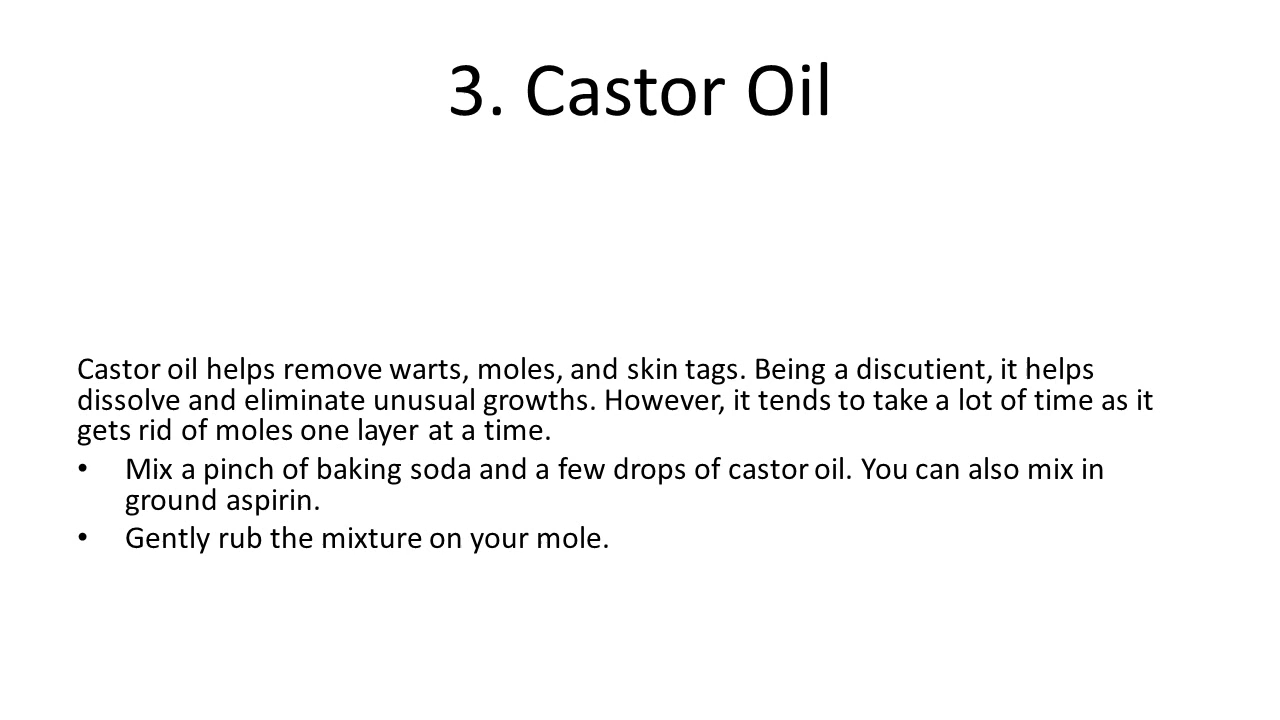 3. Castor Oil
Castor oil helps remove warts, moles, and skin tags. Being a discutient, it helps
dissolve and eliminate unusual growths. However, it tends to take a lot of time as it
gets rid of moles one layer at a time.
• Mix a pinch of baking soda and a few drops of castor oil. You can also mix in
ground aspirin.
• Gently rub the mixture on your mole.